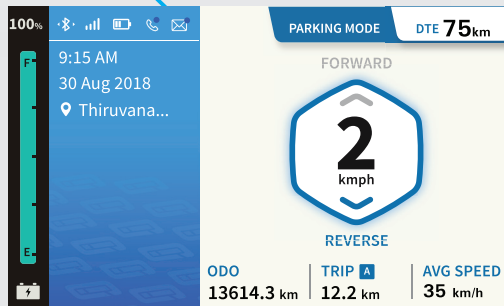 100%
F
E
9:15 AM
30 Aug 2018
Thiruvana...
PARKING MODE
DTE 75km
FORWARD
2
kmph
REVERSE
ODO
13614.3 km
TRIP A
12.2 km
AVG SPEED
35 km/h